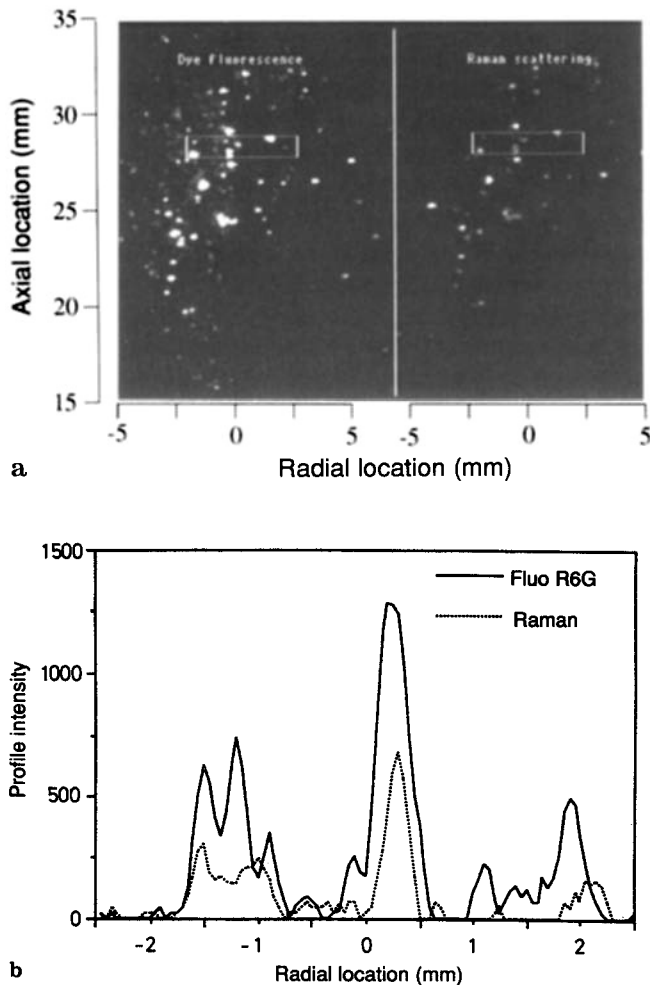 35
30
25
20
15
Axial location (mm)
Dye fluorescence
Raman scattering
-5 0 5 -5 0 5
Radial location (mm)
a
1500
1000
500
0
Profile intensity
Fluo R6G
Raman
-2 -1 0 1 2
Radial location (mm)
b